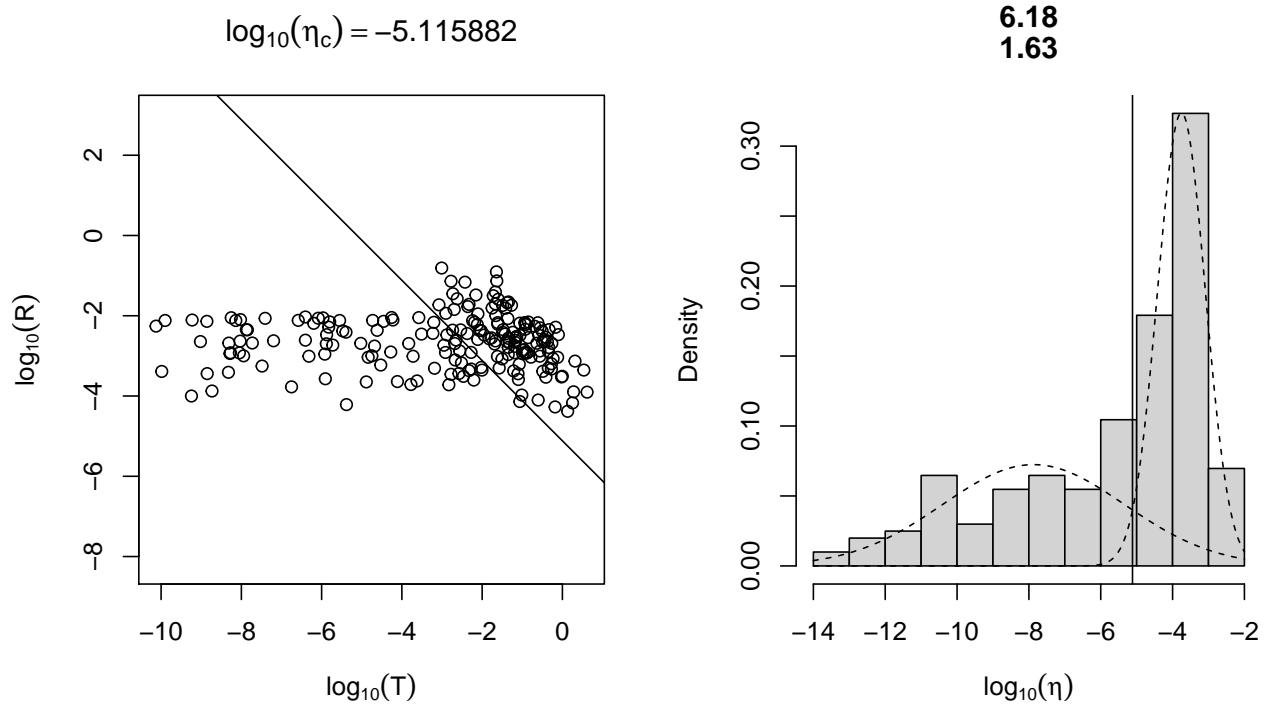 log₁₀(η_c) = −5.115882
2
0
−2
−4
−6
−8
log₁₀(R)
−10 −8 −6 −4 −2 0
log₁₀(T)
6.18
1.63
0.30
0.20
0.10
0.00
Density
−14 −12 −10 −8 −6 −4 −2
log₁₀(η)